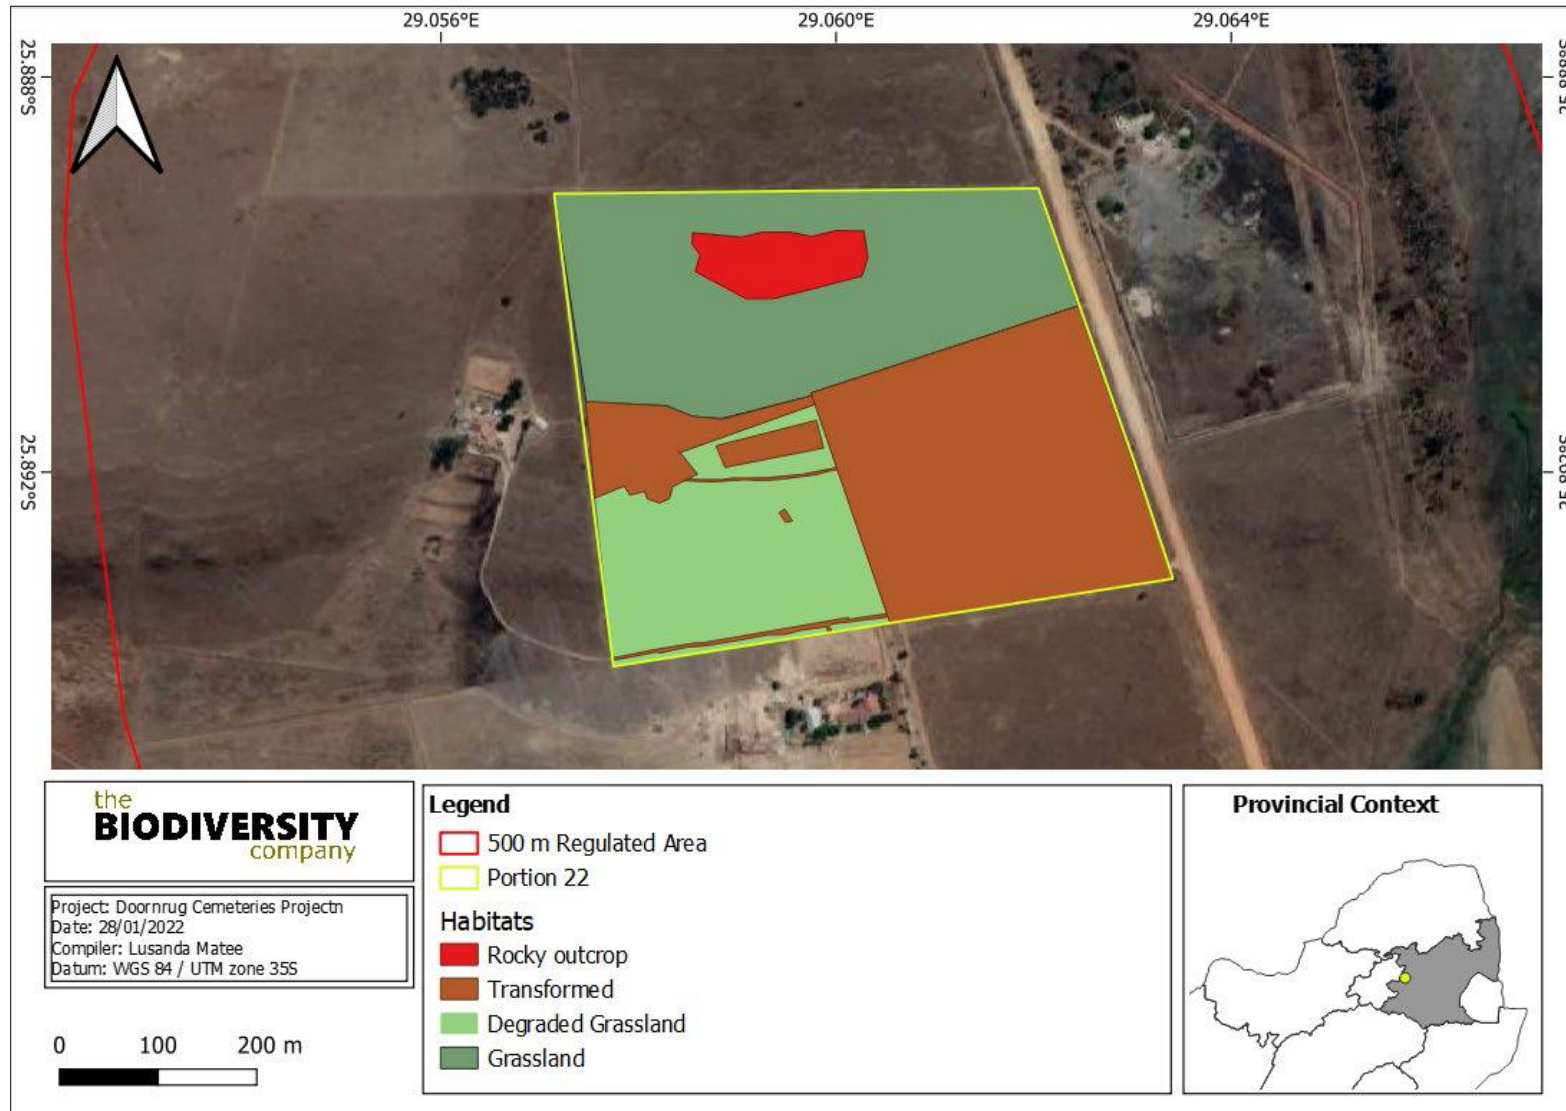 29.056°E
29.060°E
29.064°E
25.888°S
25.892°S
the
BIODIVERSITY
company
Project: Doornrug Cemeteries Projectn
Date: 28/01/2022
Compiler: Lusanda Matee
Datum: WGS 84 / UTM zone 35S
0 100 200 m
Legend
500 m Regulated Area
Portion 22
Habitats
Rocky outcrop
Transformed
Degraded Grassland
Grassland
Provincial Context